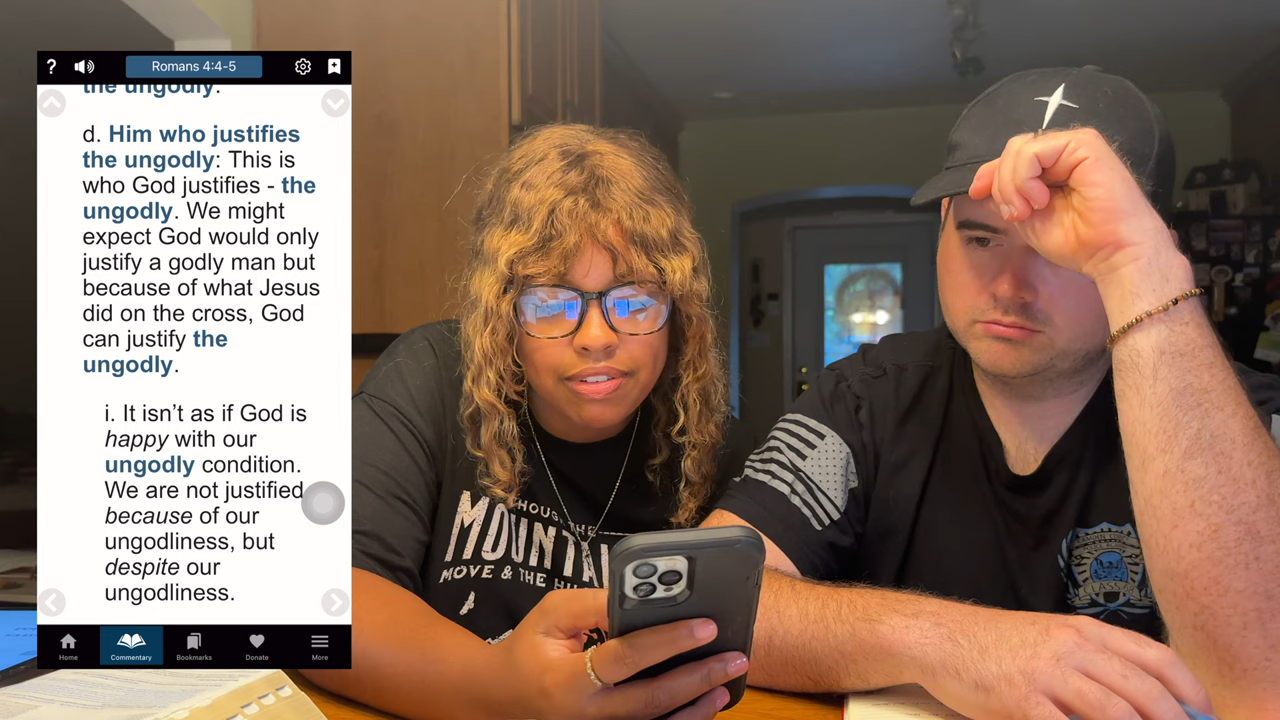 Romans 4:4-5
the ungodly.
d. Him who justifies
the ungodly: This is
who God justifies - the
ungodly. We might
expect God would only
justify a godly man but
because of what Jesus
did on the cross, God
can justify the
ungodly.
i. It isn't as if God is
happy with our
ungodly condition.
We are not justified
because of our
ungodliness, but
despite our
ungodliness.
Home
Commentary
Bookmarks
Donate
More
THOUGH THE
MOUNTAI
MOVE & THE HI